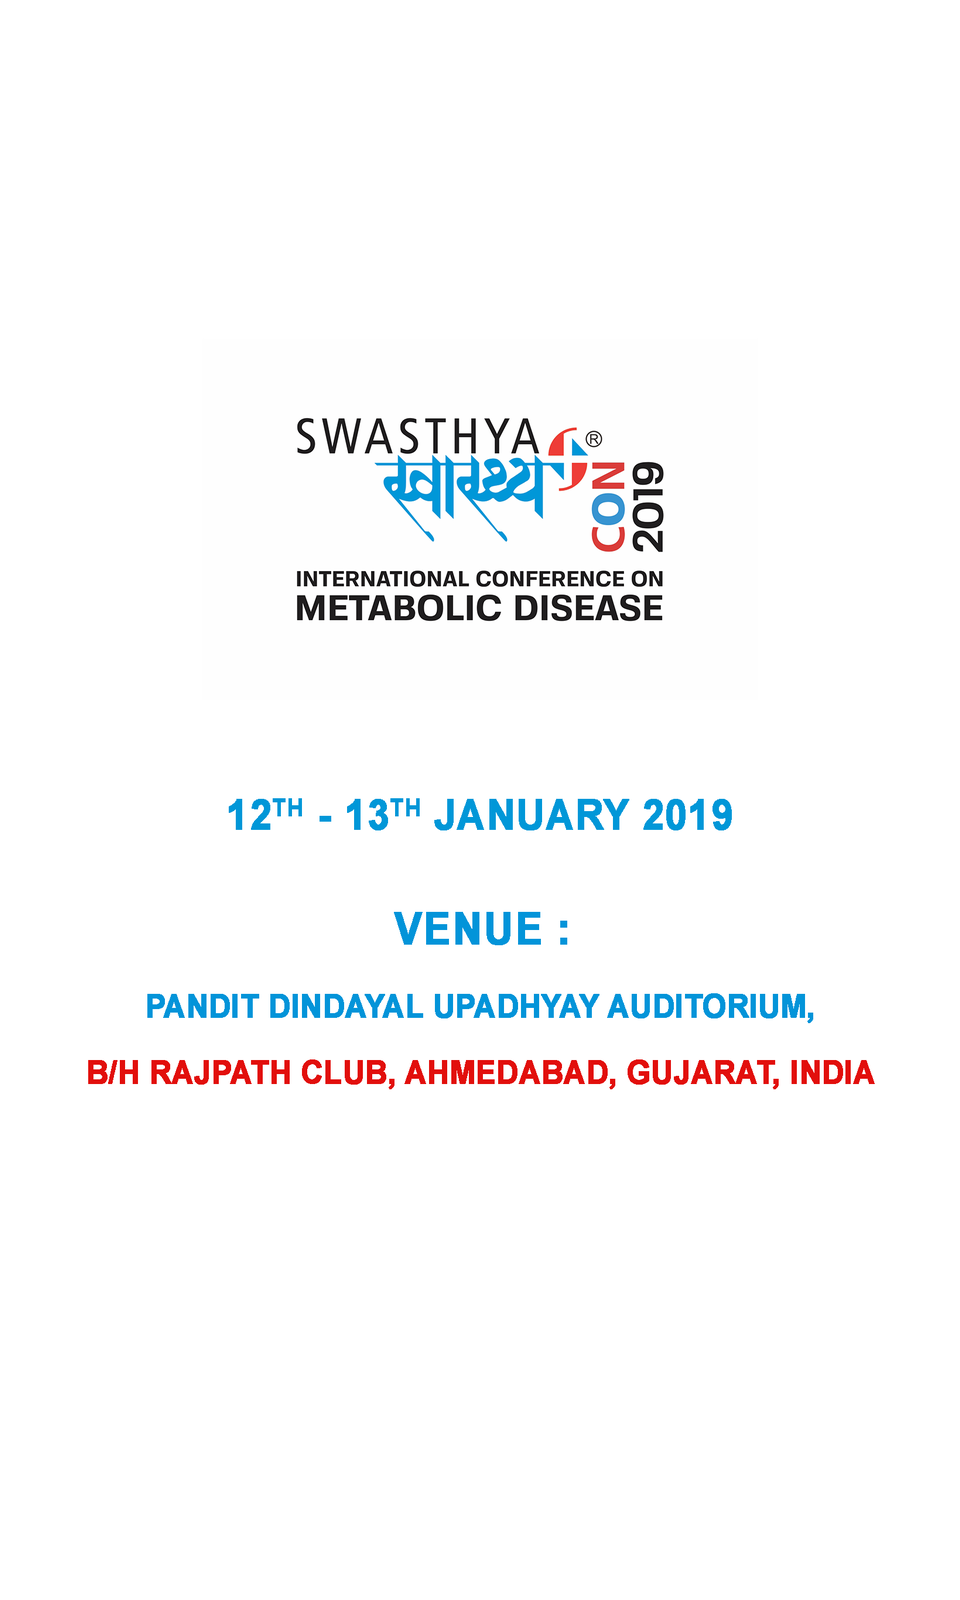 SWASTHYA ®
स्वास्थ्य
CON
2019
INTERNATIONAL CONFERENCE ON
METABOLIC DISEASE
12TH - 13TH JANUARY 2019
VENUE :
PANDIT DINDAYAL UPADHYAY AUDITORIUM,
B/H RAJPATH CLUB, AHMEDABAD, GUJARAT, INDIA